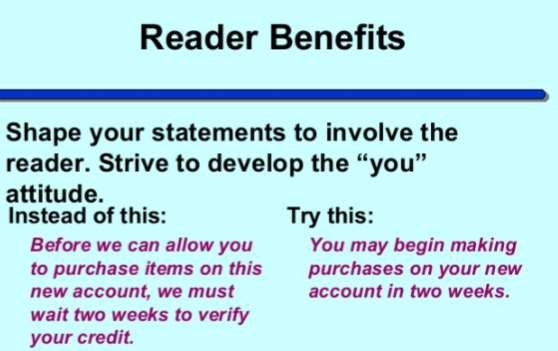 Reader Benefits
Shape your statements to involve the
reader. Strive to develop the “you”
attitude.
Instead of this:
Before we can allow you
to purchase items on this
new account, we must
wait two weeks to verify
your credit.
Try this:
You may begin making
purchases on your new
account in two weeks.